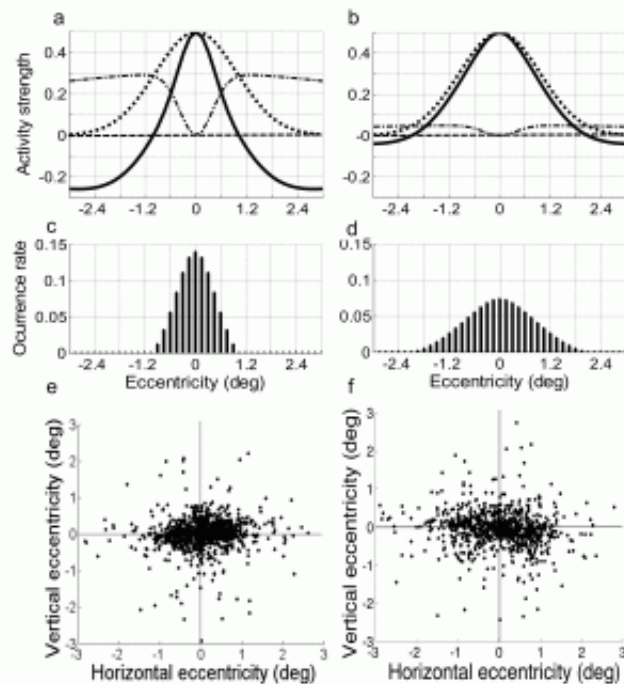 a
b
0.4
0.2
0
-0.2
Activity strength
-2.4 -1.2 0 1.2 2.4
0.4
0.2
0
-0.2
-2.4 -1.2 0 1.2 2.4
c
d
0.15
0.1
0.05
0
Ocurrence rate
-2.4 -1.2 0 1.2 2.4
Eccentricity (deg)
0.15
0.1
0.05
0
-2.4 -1.2 0 1.2 2.4
Eccentricity (deg)
e
f
3
2
1
0
-1
-2
-3
Vertical eccentricity (deg)
-3 -2 -1 0 1 2 3
Horizontal eccentricity (deg)
3
2
1
0
-1
-2
-3
Vertical eccentricity (deg)
-3 -2 -1 0 1 2 3
Horizontal eccentricity (deg)